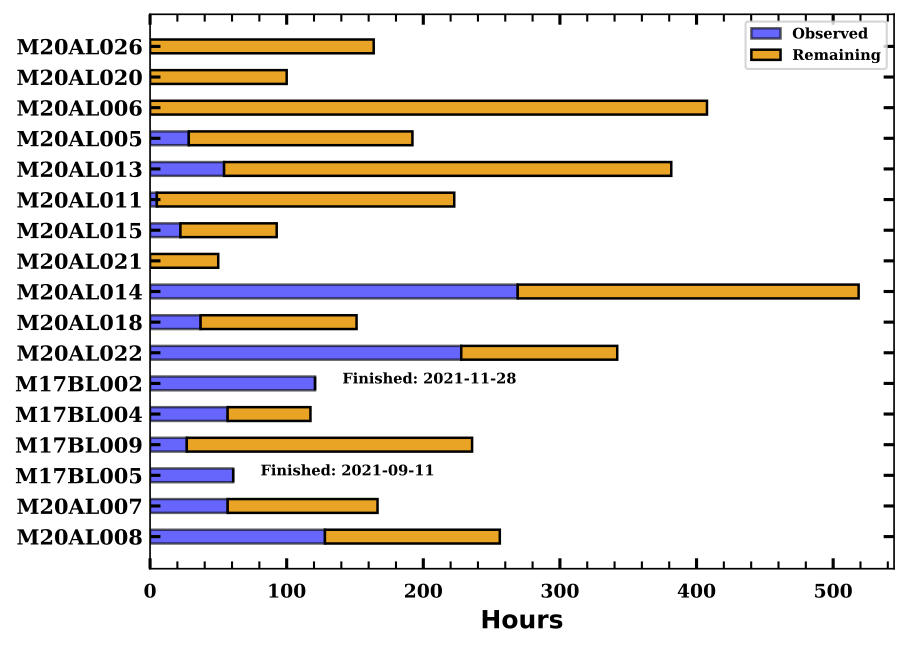 M20AL026
Observed
Remaining
M20AL020
M20AL006
M20AL005
M20AL013
M20AL011
M20AL015
M20AL021
M20AL014
M20AL018
M20AL022
M17BL002 Finished: 2021-11-28
M17BL004
M17BL009
M17BL005 Finished: 2021-09-11
M20AL007
M20AL008
0 100 200 300 400 500
Hours